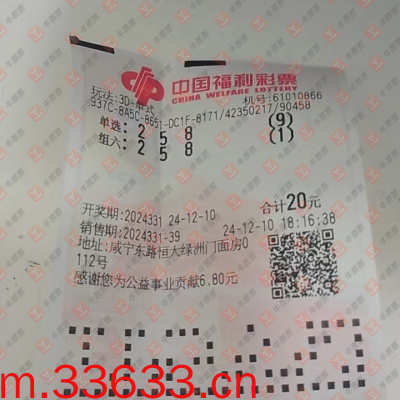 中国福利彩票
CHINA WELFARE LOTTERY
玩法:3D-单式 机号:61010866
937C-8A5C-8651-DC1F-8171/42350217/90458
单选: 2 5 8 (9)
组六: 2 5 8 (1)
开奖期:2024331 24-12-10 合计20元
销售期:2024331-39 24-12-10 18:16:38
地址:咸宁东路恒大绿洲门面房0
112号
感谢您为公益事业贡献6.80元
m.33633.cn